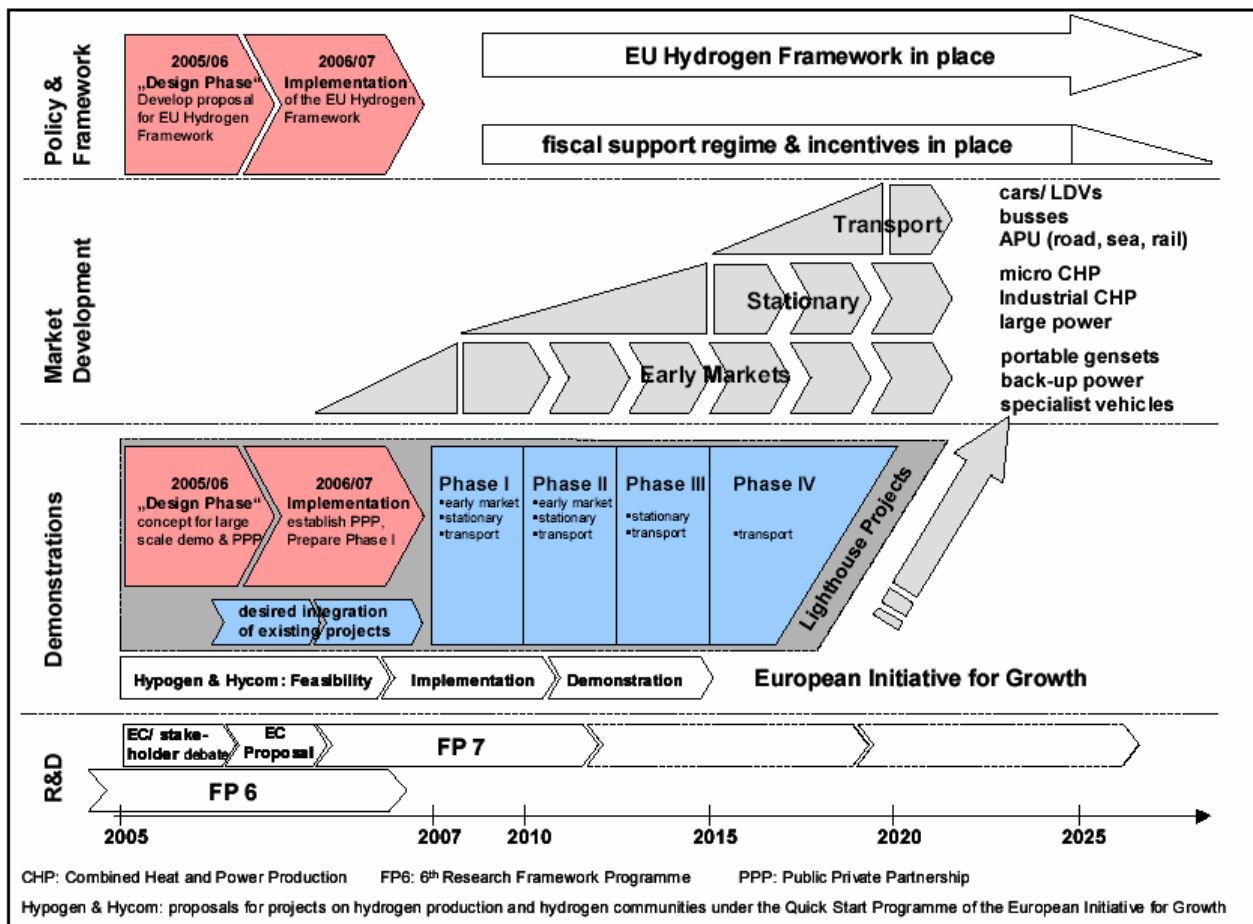 Policy &
Framework
2005/06
„Design Phase“
Develop proposal
for EU Hydrogen
Framework
2006/07
Implementation
of the EU Hydrogen
Framework
EU Hydrogen Framework in place
fiscal support regime & incentives in place
Market
Development
Transport
cars/ LDVs
busses
APU (road, sea, rail)
Stationary
micro CHP
Industrial CHP
large power
Early Markets
portable gensets
back-up power
specialist vehicles
Demonstrations
2005/06
„Design Phase“
concept for large
scale demo & PPP
2006/07
Implementation
establish PPP,
Prepare Phase I
desired integration
of existing projects
Phase I
▪early market
▪stationary
▪transport
Phase II
▪early market
▪stationary
▪transport
Phase III
▪stationary
▪transport
Phase IV
▪transport
Lighthouse Projects
Hypogen & Hycom : Feasibility
Implementation
Demonstration
European Initiative for Growth
R&D
EC/ stake-
holder debate
EC
Proposal
FP 7
FP 6
2005
2007
2010
2015
2020
2025
CHP: Combined Heat and Power Production FP6: 6th Research Framework Programme PPP: Public Private Partnership
Hypogen & Hycom: proposals for projects on hydrogen production and hydrogen communities under the Quick Start Programme of the European Initiative for Growth